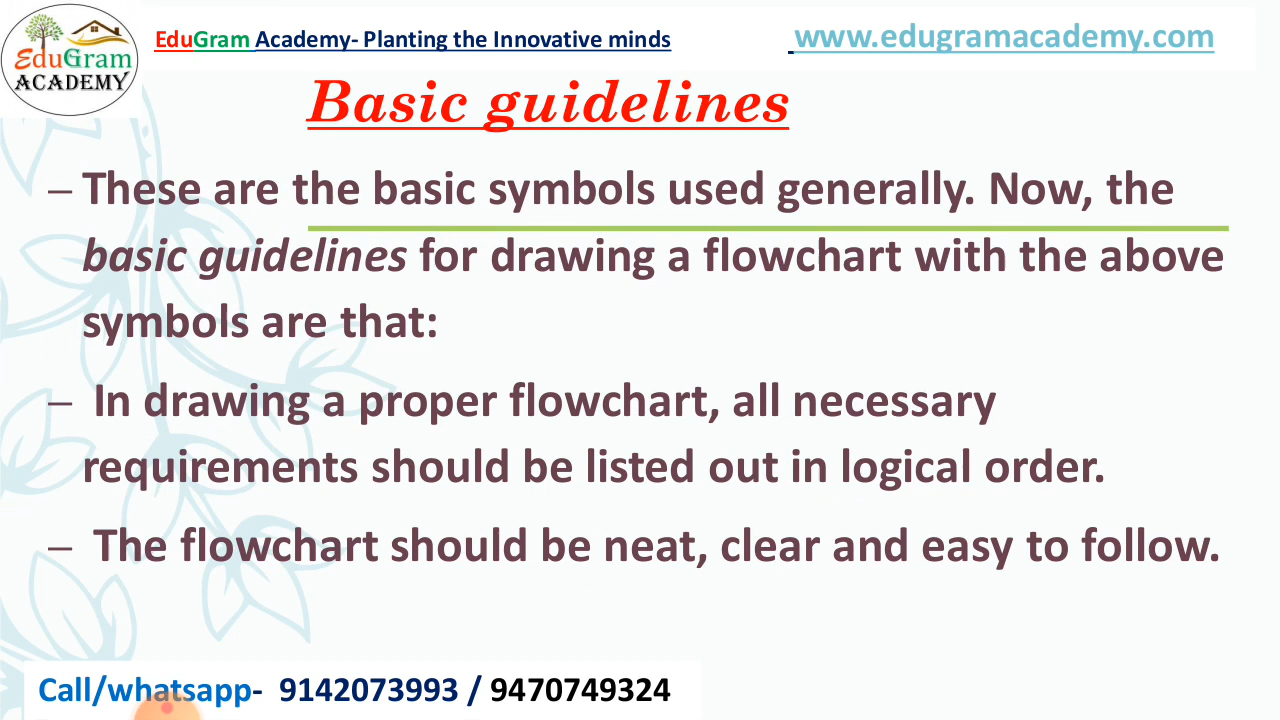 EduGram
ACADEMY
EduGram Academy- Planting the Innovative minds
www.edugramacademy.com
Basic guidelines
– These are the basic symbols used generally. Now, the
basic guidelines for drawing a flowchart with the above
symbols are that:
– In drawing a proper flowchart, all necessary
requirements should be listed out in logical order.
– The flowchart should be neat, clear and easy to follow.
Call/whatsapp- 9142073993 / 9470749324